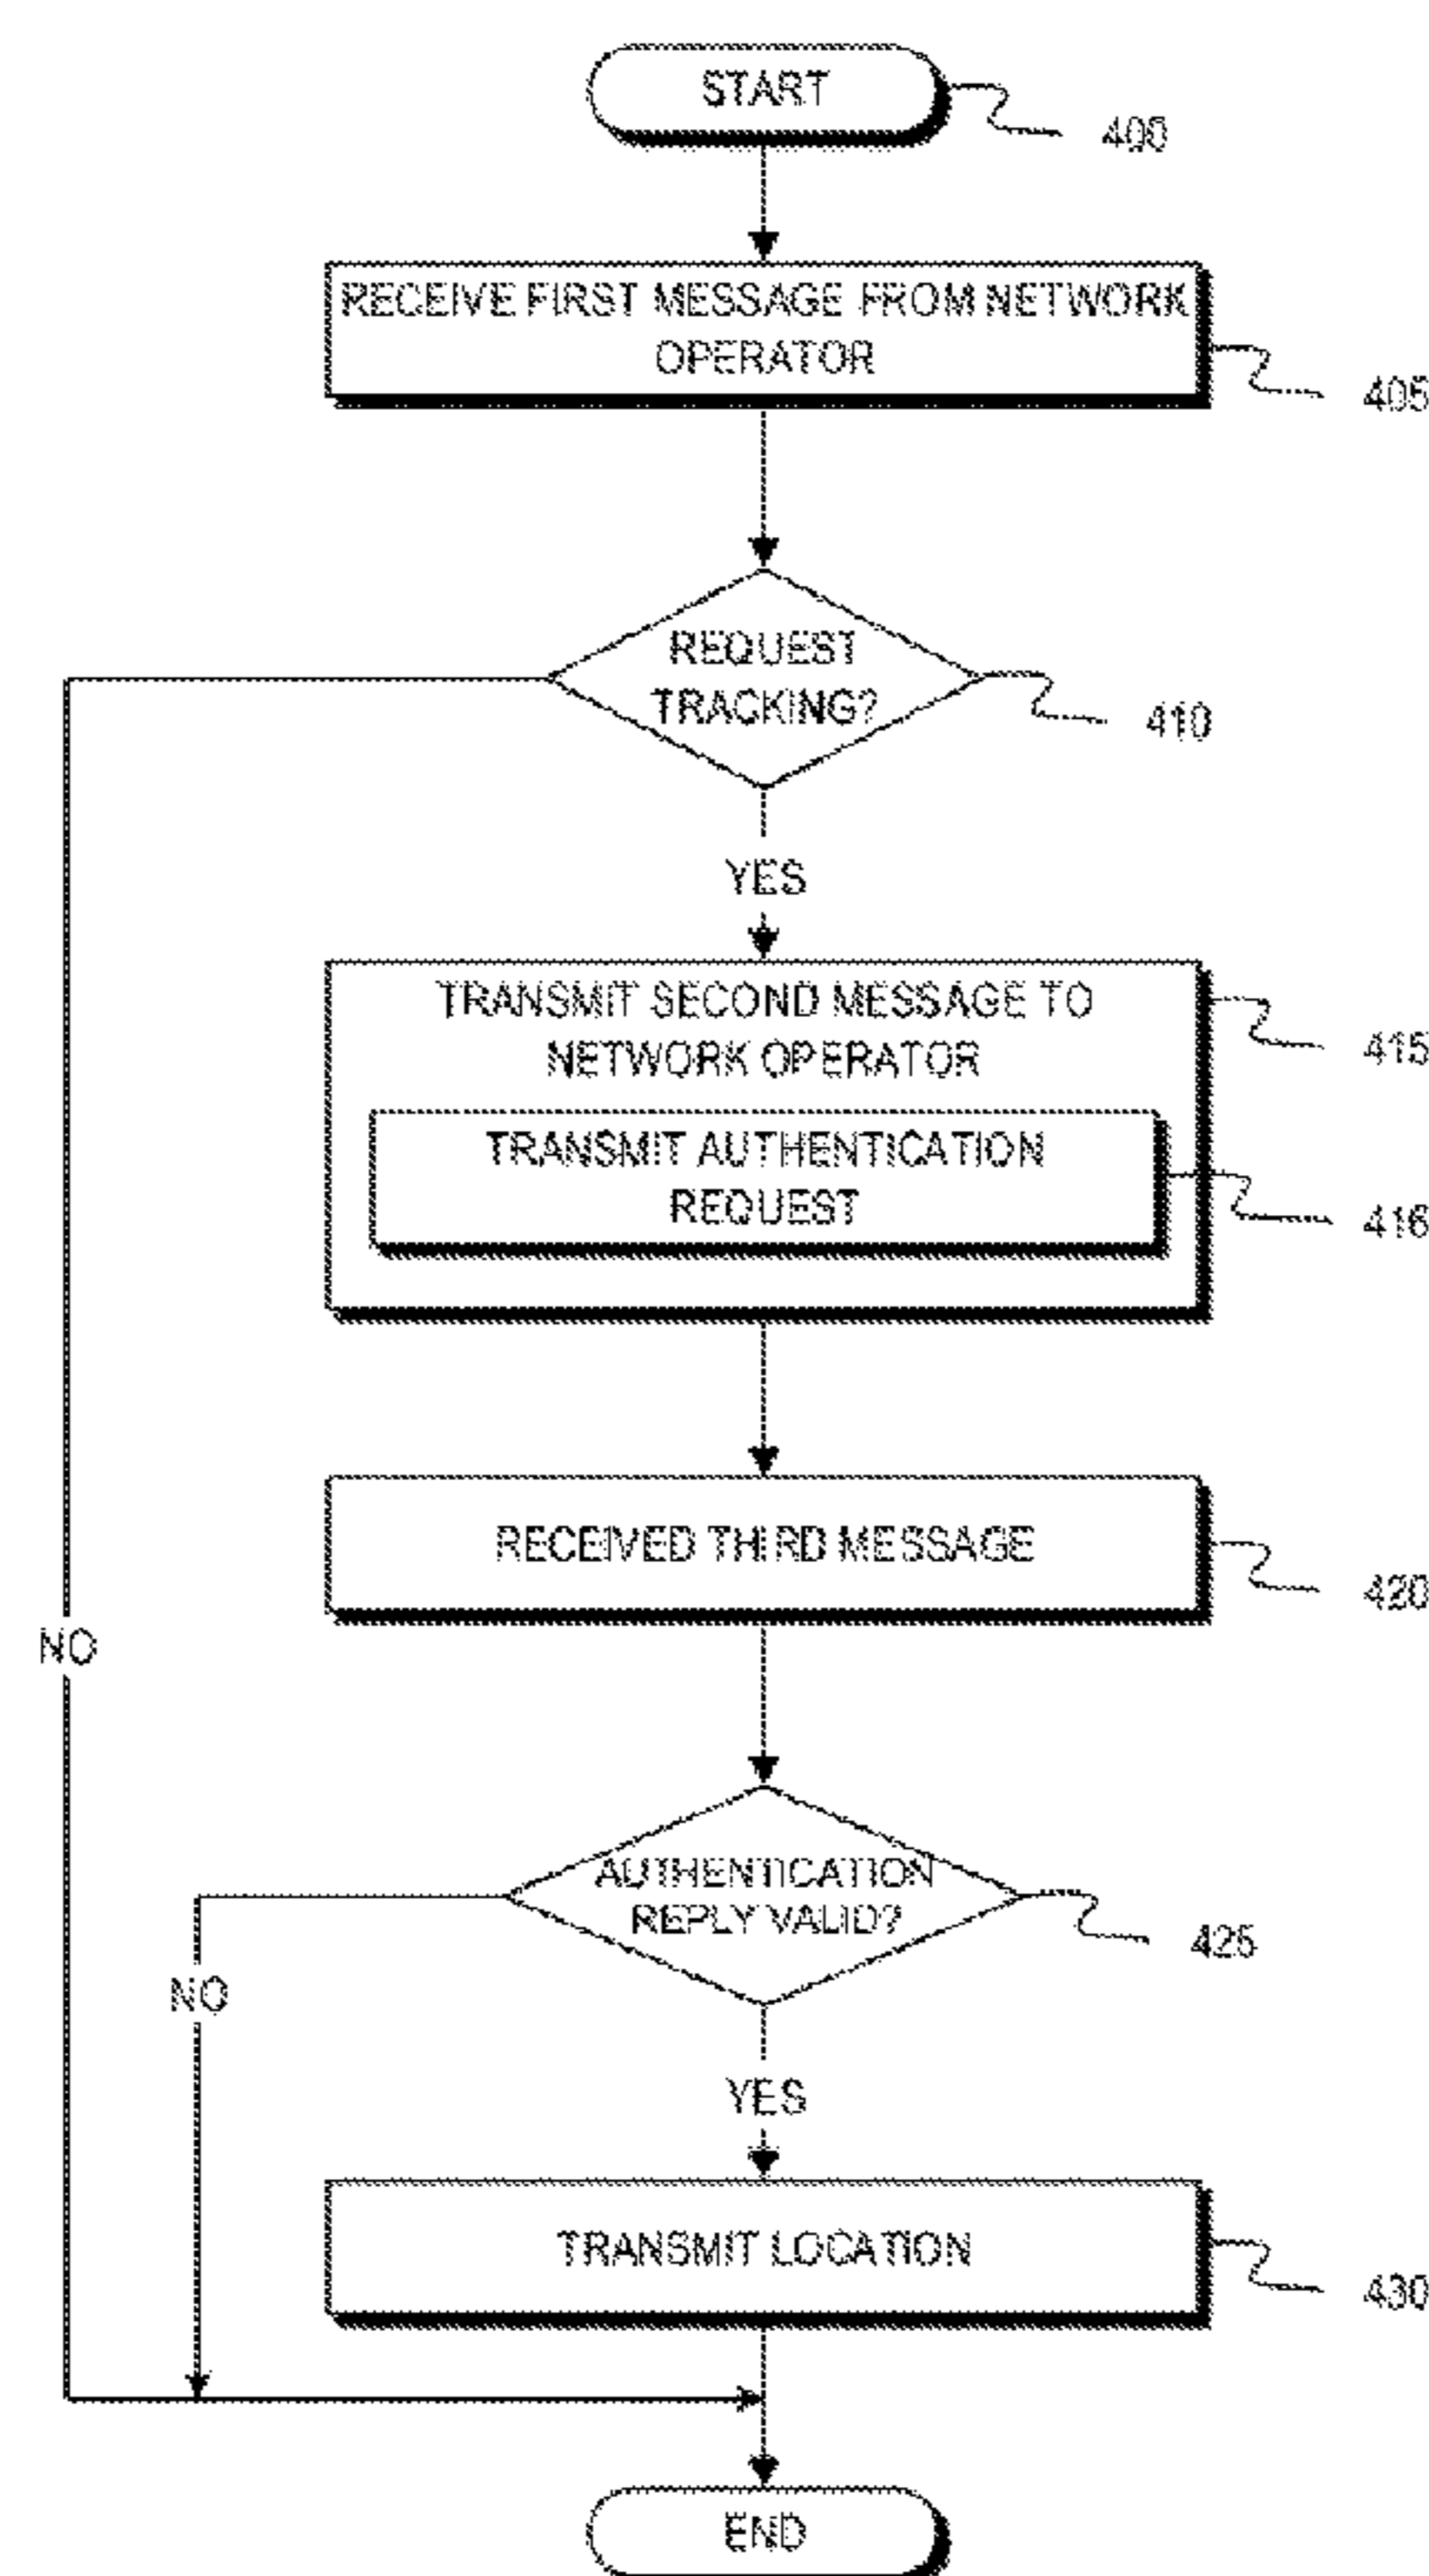 START
400
RECEIVE FIRST MESSAGE FROM NETWORK
OPERATOR
405
REQUEST
TRACKING?
410
YES
TRANSMIT SECOND MESSAGE TO
NETWORK OPERATOR
415
TRANSMIT AUTHENTICATION
REQUEST
416
RECEIVED THIRD MESSAGE
420
NO
AUTHENTICATION
REPLY VALID?
425
NO
YES
TRANSMIT LOCATION
430
END